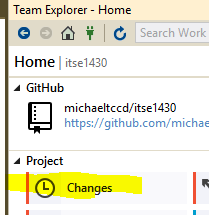 Team Explorer - Home
Search Work
Home | itse1430
GitHub
michaeltccd/itse1430
https://github.com/michae
Project
Changes